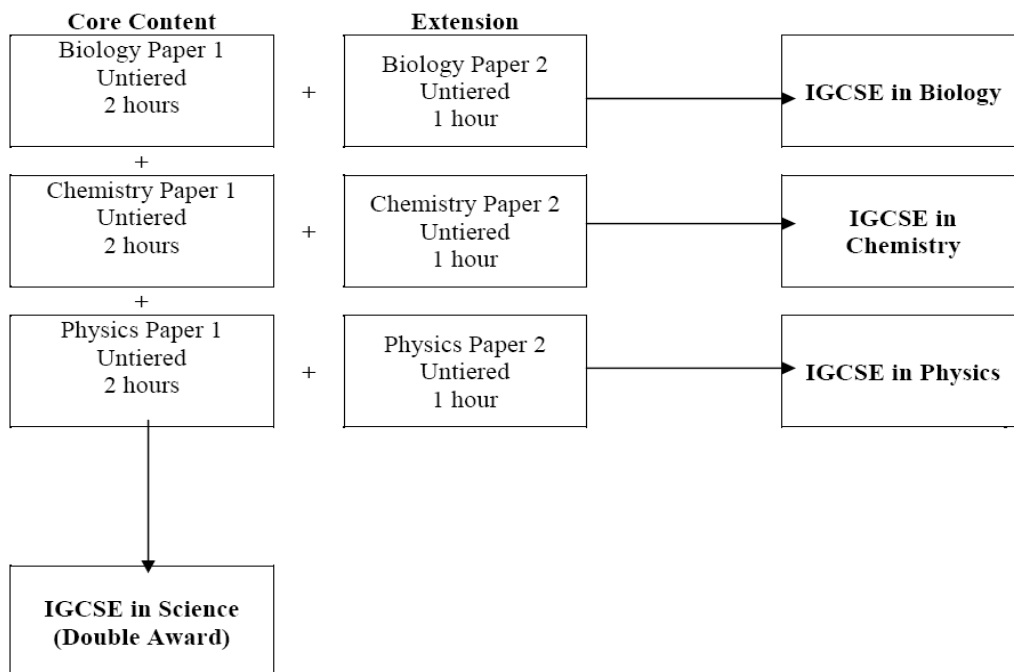 Core Content
Extension
Biology Paper 1
Untiered
2 hours
+
Biology Paper 2
Untiered
1 hour
IGCSE in Biology
+
Chemistry Paper 1
Untiered
2 hours
+
Chemistry Paper 2
Untiered
1 hour
IGCSE in
Chemistry
+
Physics Paper 1
Untiered
2 hours
+
Physics Paper 2
Untiered
1 hour
IGCSE in Physics
IGCSE in Science
(Double Award)